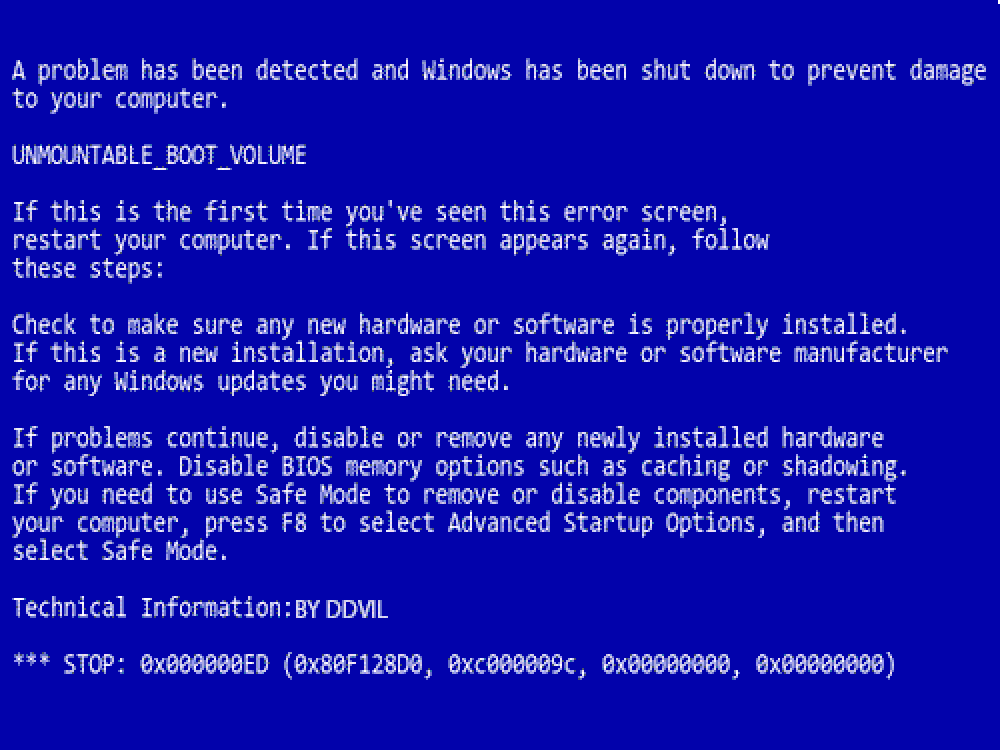 A problem has been detected and Windows has been shut down to prevent damage
to your computer.
UNMOUNTABLE_BOOT_VOLUME
If this is the first time you've seen this error screen,
restart your computer. If this screen appears again, follow
these steps:
Check to make sure any new hardware or software is properly installed.
If this is a new installation, ask your hardware or software manufacturer
for any Windows updates you might need.
If problems continue, disable or remove any newly installed hardware
or software. Disable BIOS memory options such as caching or shadowing.
If you need to use Safe Mode to remove or disable components, restart
your computer, press F8 to select Advanced Startup Options, and then
select Safe Mode.
Technical Information:BY DDVIL
*** STOP: 0x000000ED (0x80F128D0, 0xc000009c, 0x00000000, 0x00000000)